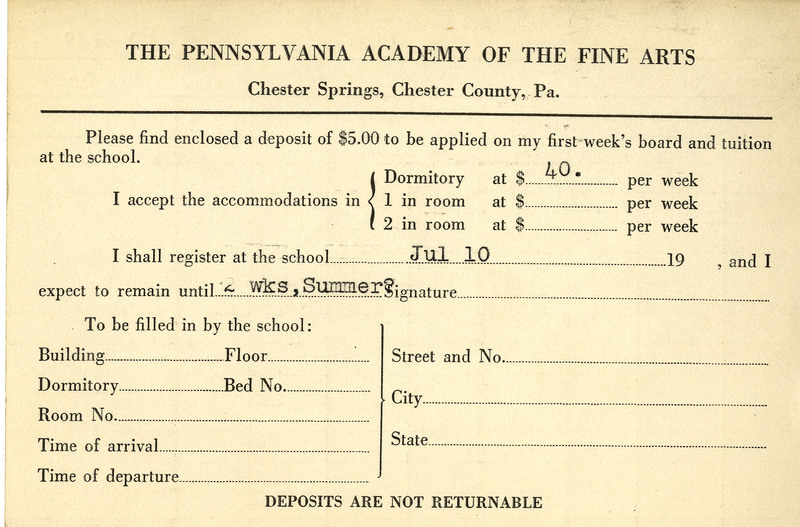 THE PENNSYLVANIA ACADEMY OF THE FINE ARTS
Chester Springs, Chester County, Pa.
Please find enclosed a deposit of $5.00 to be applied on my first week's board and tuition
at the school.
I accept the accommodations in
Dormitory at $ 40. per week
1 in room at $ per week
2 in room at $ per week
I shall register at the school Jul 10 19 , and I
expect to remain until 2 wks,Summer? Signature
To be filled in by the school:
Building Floor
Dormitory Bed No.
Room No.
Time of arrival
Time of departure
Street and No.
City
State
DEPOSITS ARE NOT RETURNABLE